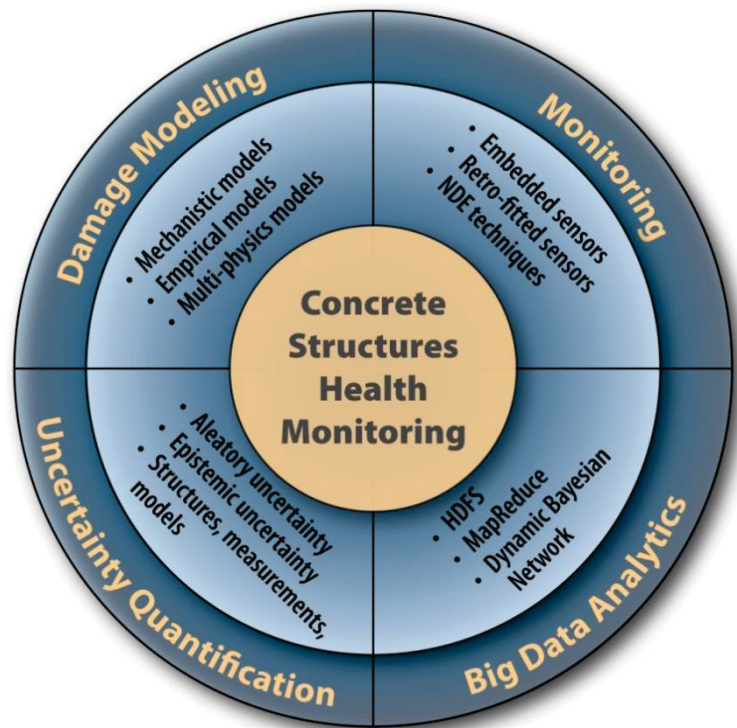 Damage Modeling
• Mechanistic models
• Empirical models
• Multi-physics models
Monitoring
• Embedded sensors
• Retro-fitted sensors
• NDE techniques
Concrete
Structures
Health
Monitoring
Uncertainty Quantification
• Aleatory uncertainty
• Epistemic uncertainty
• Structures, measurements,
models
Big Data Analytics
• HDFS
• MapReduce
• Dynamic Bayesian
Network